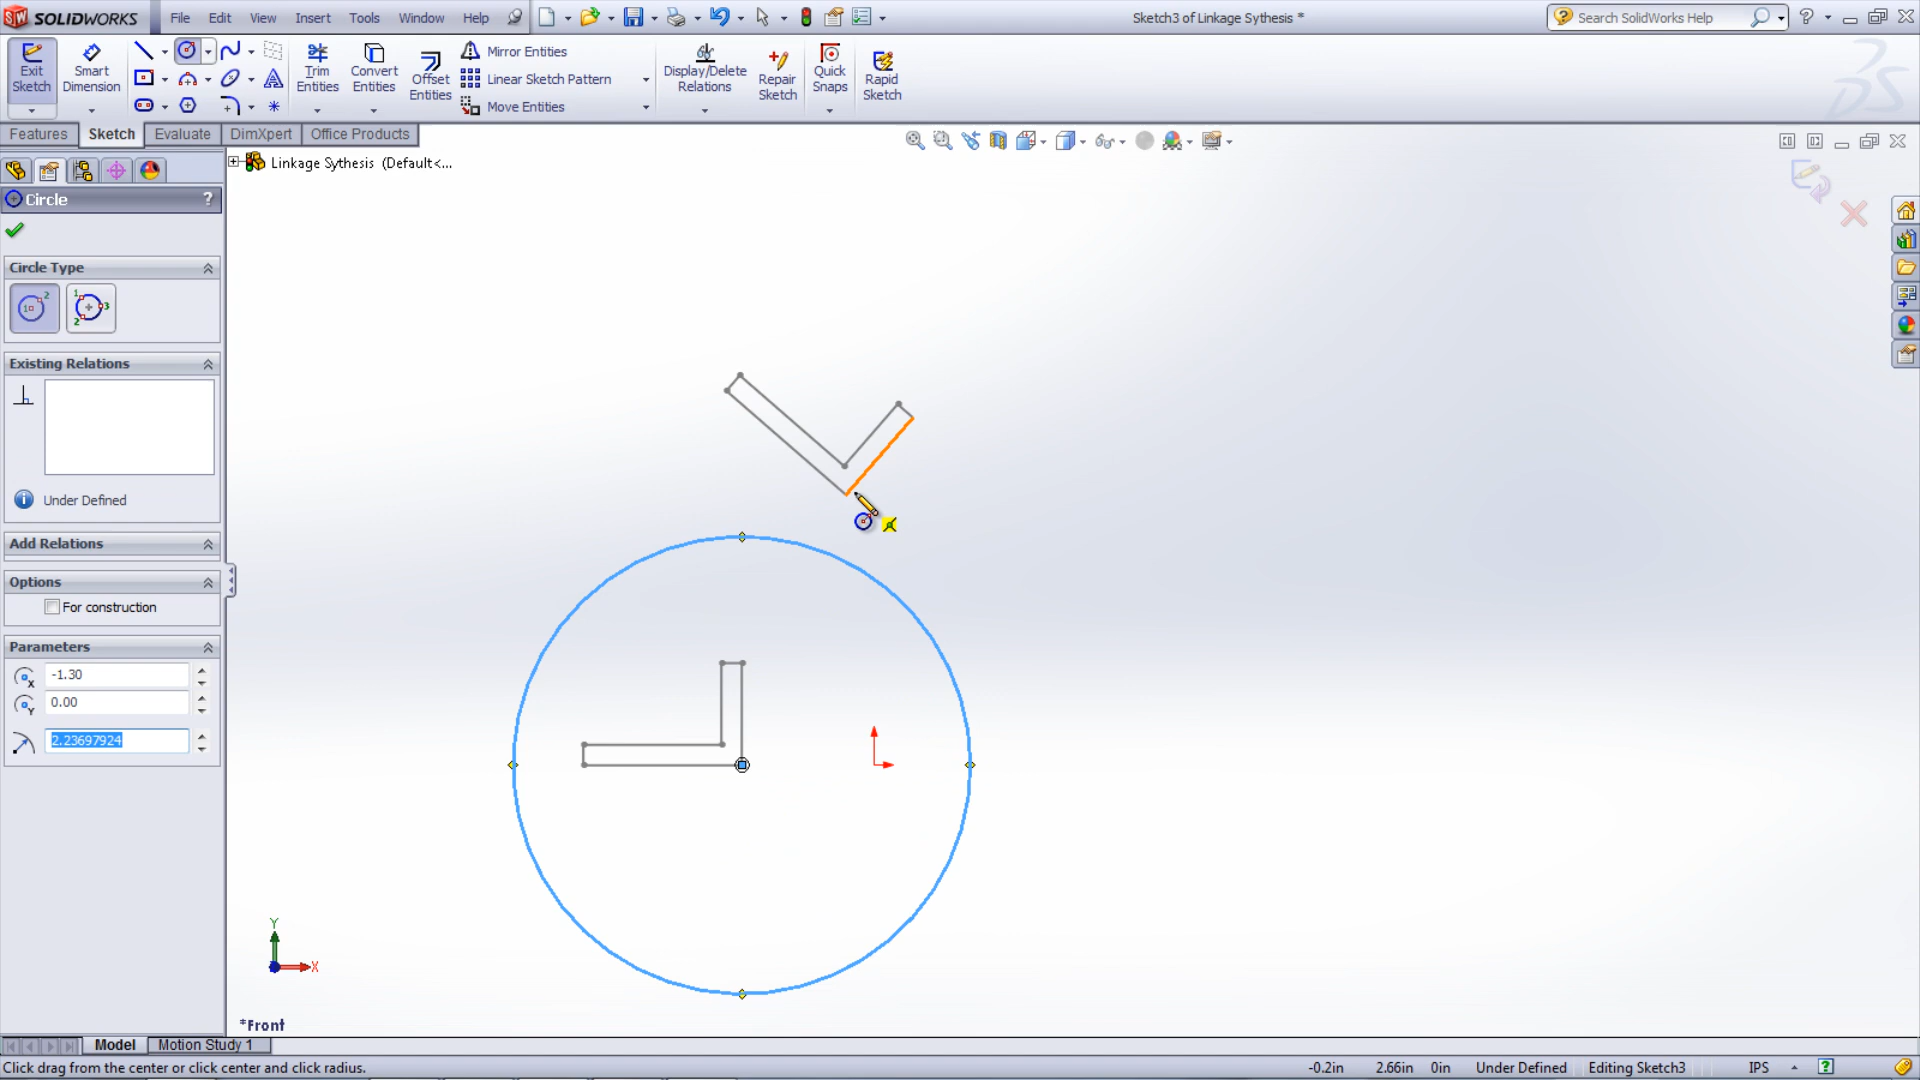 SOLIDWORKS File Edit View Insert Tools Window Help Sketch3 of Linkage Sythesis * Search SolidWorks Help
Exit Sketch
Smart Dimension
Trim Entities
Convert Entities
Offset Entities
Mirror Entities
Linear Sketch Pattern
Move Entities
Display/Delete Relations
Repair Sketch
Quick Snaps
Rapid Sketch
Features Sketch Evaluate DimXpert Office Products
Linkage Sythesis (Default<...
Circle ?
Circle Type
Existing Relations
Under Defined
Add Relations
Options
For construction
Parameters
-1.30
0.00
2.23697924
Y
X
*Front
Model Motion Study 1
Click drag from the center or click center and click radius. -0.2in 2.66in 0in Under Defined Editing Sketch3 IPS